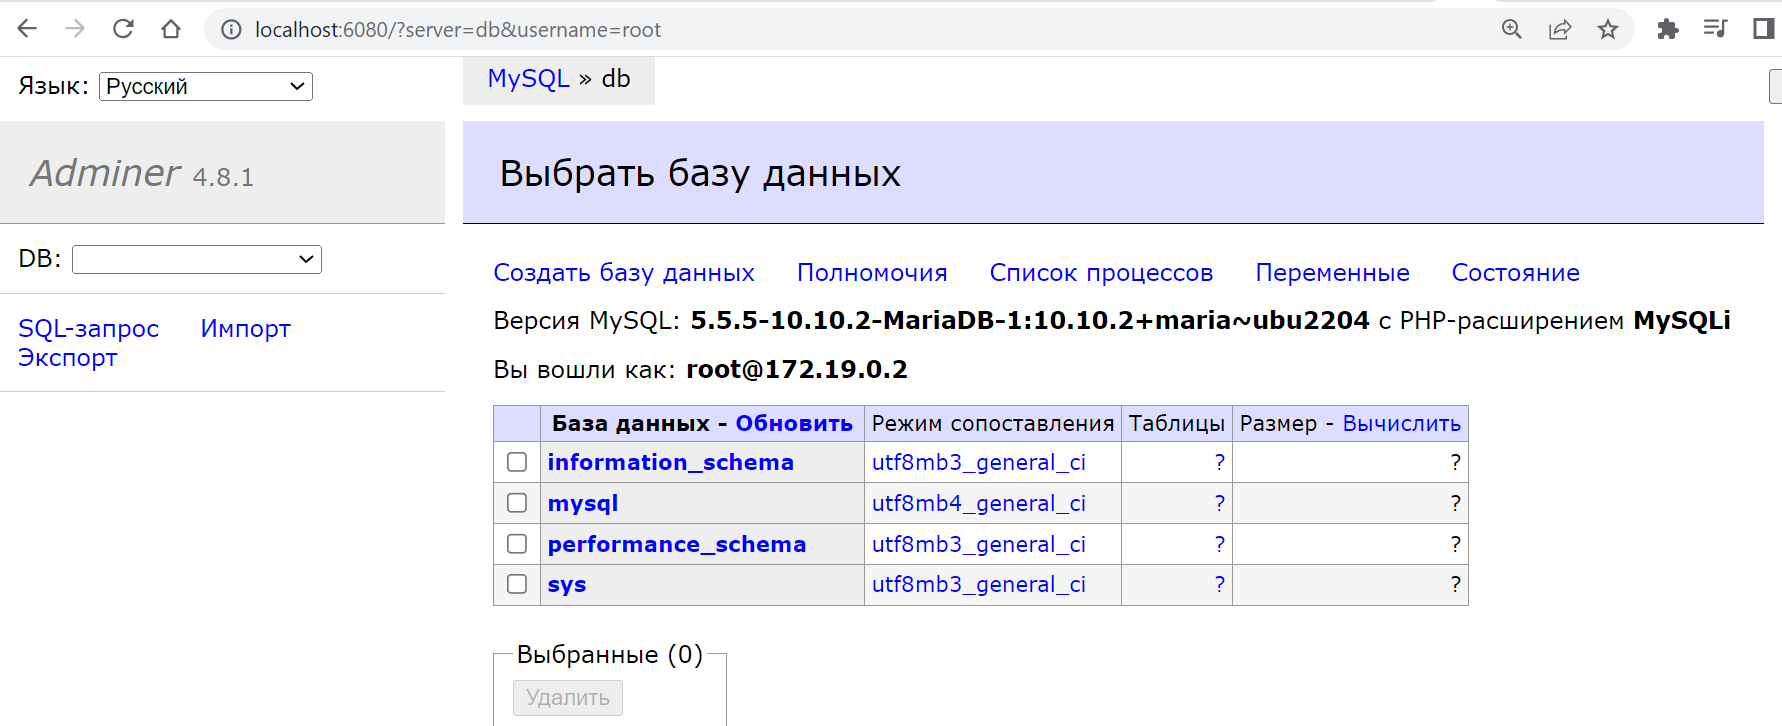 localhost:6080/?server=db&username=root
Язык: Русский
MySQL » db
Adminer 4.8.1
Выбрать базу данных
DB:
SQL-запрос Импорт
Экспорт
Создать базу данных Полномочия Список процессов Переменные Состояние
Версия MySQL: 5.5.5-10.10.2-MariaDB-1:10.10.2+maria~ubu2204 с PHP-расширением MySQLi
Вы вошли как: root@172.19.0.2
База данных - Обновить Режим сопоставления Таблицы Размер - Вычислить
information_schema utf8mb3_general_ci ? ?
mysql utf8mb4_general_ci ? ?
performance_schema utf8mb3_general_ci ? ?
sys utf8mb3_general_ci ? ?
Выбранные (0)
Удалить